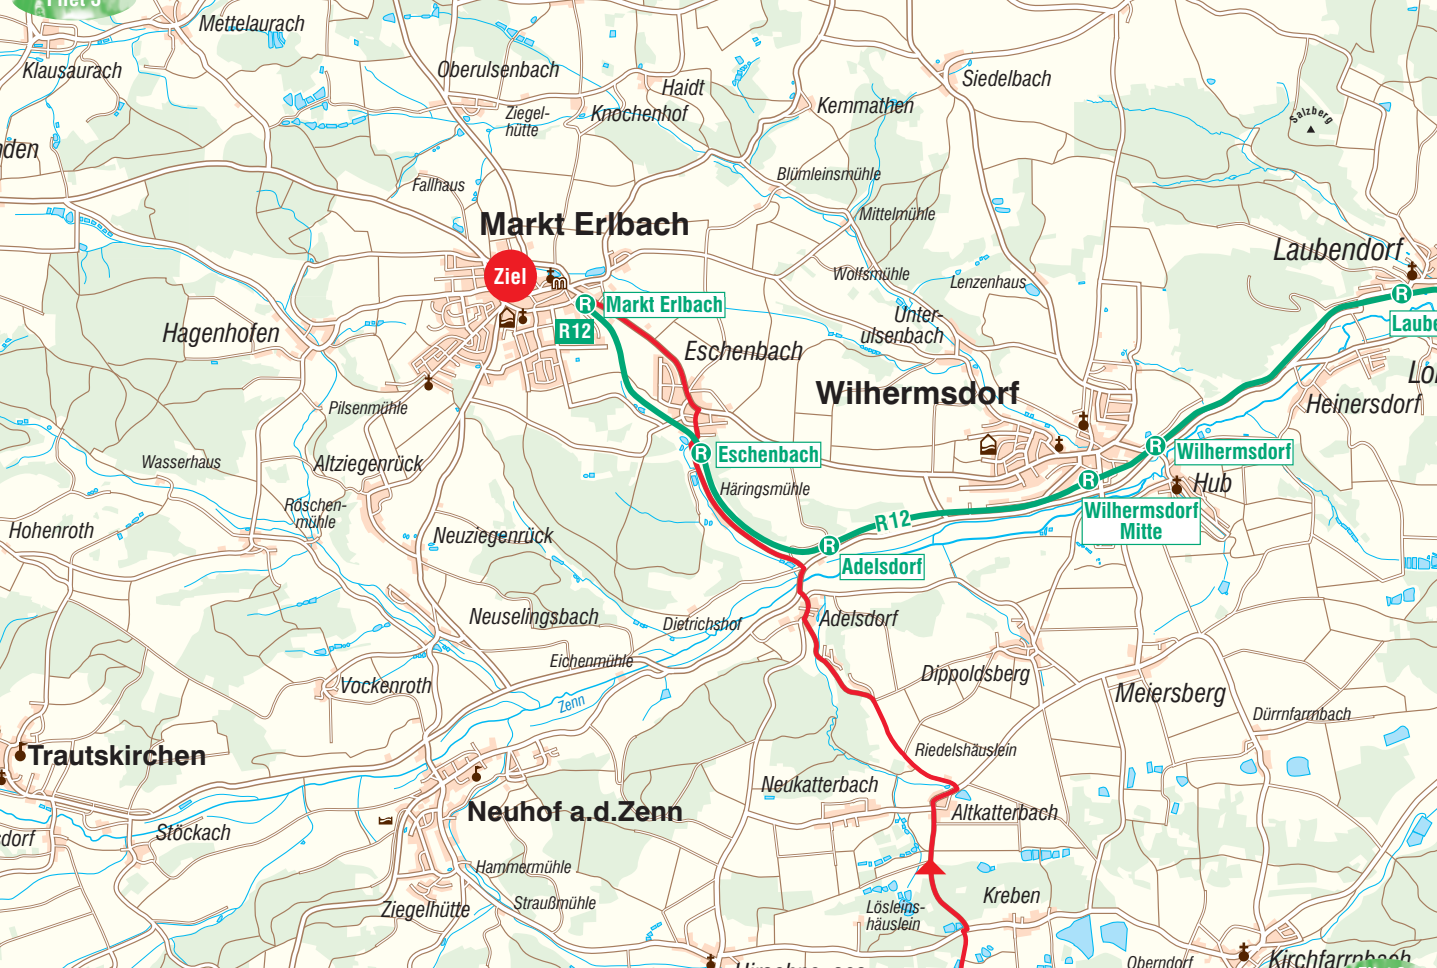 Mettelaurach
Klausaurach
Oberulsenbach
Haidt
Siedelbach
Ziegel-
hütte
Knochenhof
Kemmathen
Salzberg
Fallhaus
Blümleinsmühle
Mittelmühle
Markt Erlbach
Ziel
Wolfsmühle
Lenzenhaus
Laubendorf
R Markt Erlbach
R12
Unter-
ulsenbach
R
Hagenhofen
Eschenbach
Wilhermsdorf
Heinersdorf
Pilsenmühle
Altziegenrück
Wasserhaus
R Eschenbach
R Wilhermsdorf
Häringsmühle
R
Hub
Wilhermsdorf
Mitte
Röschen-
mühle
Hohenroth
Neuziegenrück
R12
R
Adelsdorf
Neuselingsbach
Dietrichshof
Adelsdorf
Eichenmühle
Dippoldsberg
Vockenroth
Meiersberg
Zenn
Dürrnfarrnbach
Trautskirchen
Riedelshäuslein
Neukatterbach
Neuhof a.d.Zenn
Altkatterbach
Stöckach
Hammermühle
Kreben
Straußmühle
Ziegelhütte
Lösleins-
häuslein
Oberndorf
Kirchfarrnbach